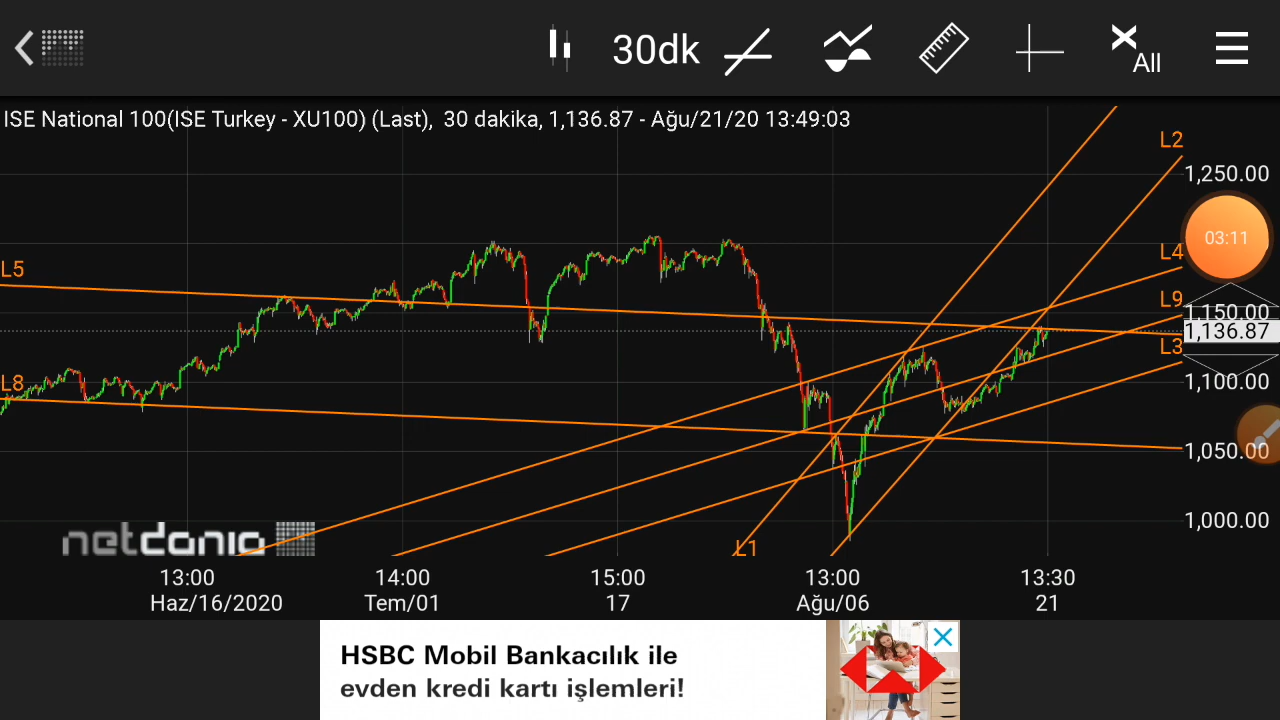 30dk
All
ISE National 100(ISE Turkey - XU100) (Last), 30 dakika, 1,136.87 - Ağu/21/20 13:49:03
L2
1,250.00
03:11
L4
L5
L9
1,150.00
1,136.87
L3
L8
1,100.00
1,050.00
1,000.00
netdania
L1
13:00 14:00 15:00 13:00 13:30
Haz/16/2020 Tem/01 17 Ağu/06 21
HSBC Mobil Bankacılık ile
evden kredi kartı işlemleri!